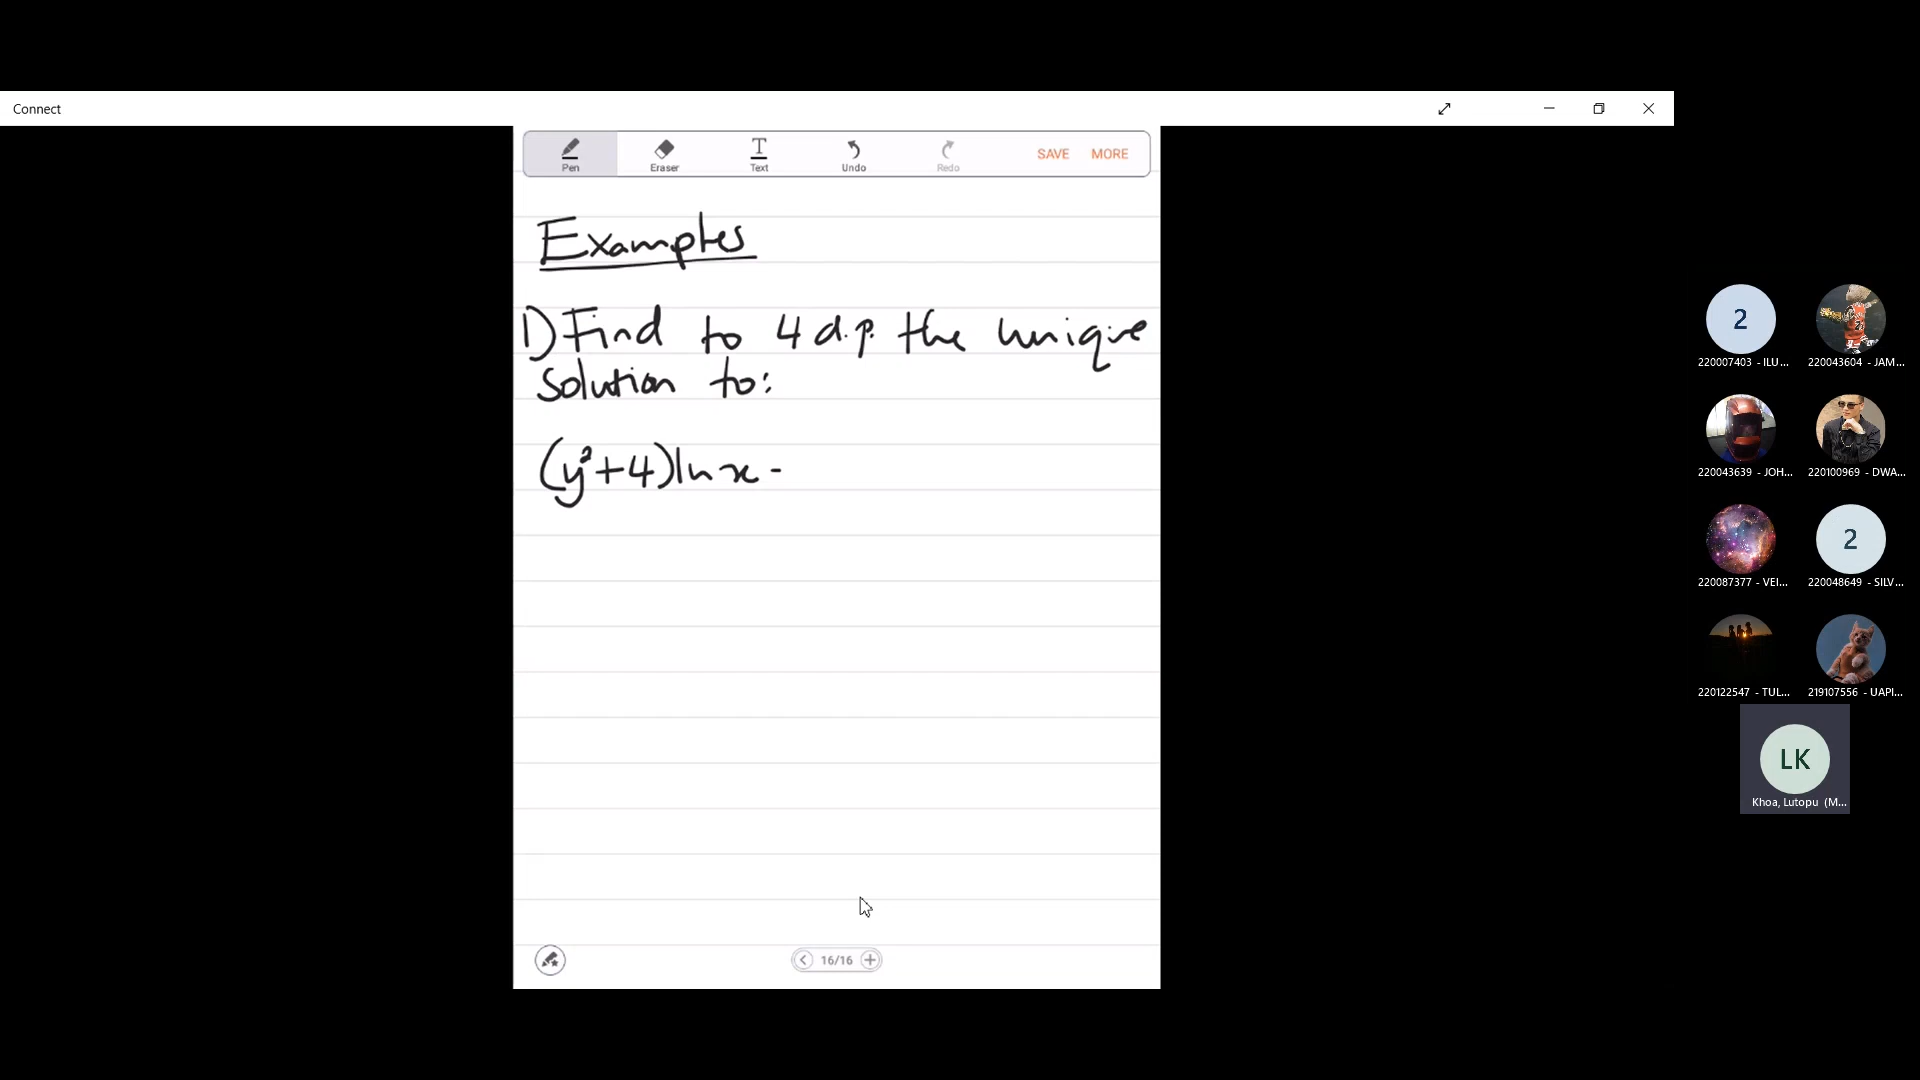 Connect
Pen
Eraser
Text
Undo
Redo
SAVE
MORE
Examples
1) Find to 4 d.p. the unique
solution to:
(y²+4)ln x -
16/16
2
220007403 - ILU...
220043604 - JAM...
220043639 - JOH...
220100969 - DWA...
2
220087377 - VEI...
220048649 - SILV...
220122547 - TUL...
219107556 - UAPI...
LK
Khoa, Lutopu (M...